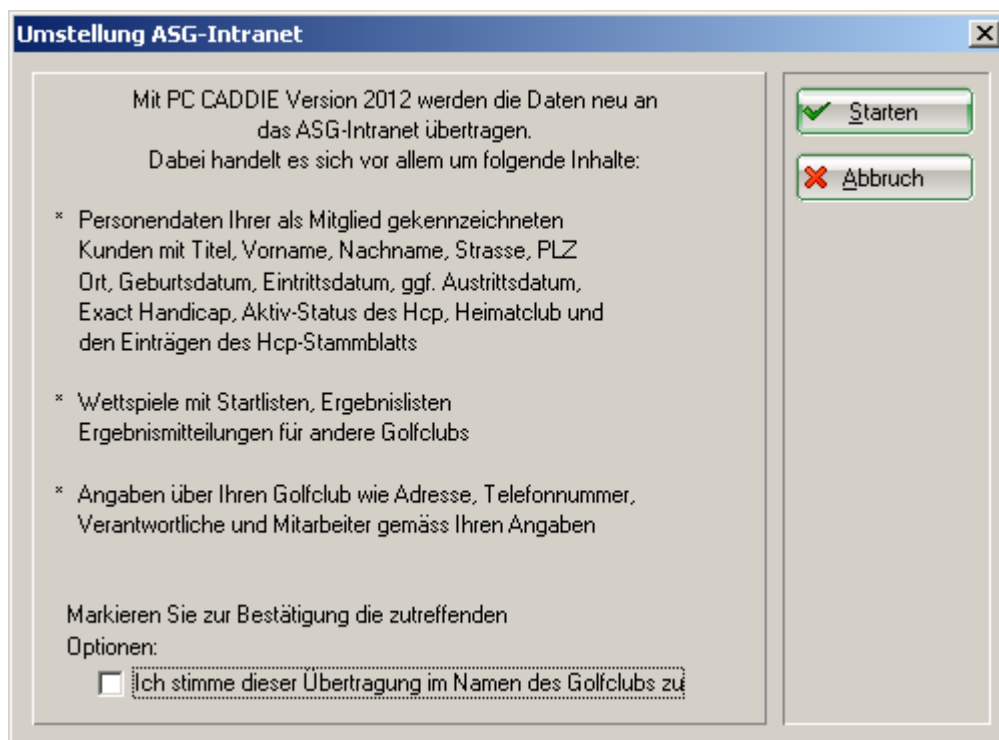 Umstellung ASG-Intranet
Mit PC CADDIE Version 2012 werden die Daten neu an
das ASG-Intranet übertragen.
Dabei handelt es sich vor allem um folgende Inhalte:
* Personendaten Ihrer als Mitglied gekennzeichneten
Kunden mit Titel, Vorname, Nachname, Strasse, PLZ
Ort, Geburtsdatum, Eintrittsdatum, ggf. Austrittsdatum,
Exact Handicap, Aktiv-Status des Hcp, Heimatclub und
den Einträgen des Hcp-Stammblatts
* Wettspiele mit Startlisten, Ergebnislisten
Ergebnismitteilungen für andere Golfclubs
* Angaben über Ihren Golfclub wie Adresse, Telefonnummer,
Verantwortliche und Mitarbeiter gemäss Ihren Angaben
Markieren Sie zur Bestätigung die zutreffenden
Optionen:
Ich stimme dieser Übertragung im Namen des Golfclubs zu
Starten
Abbruch